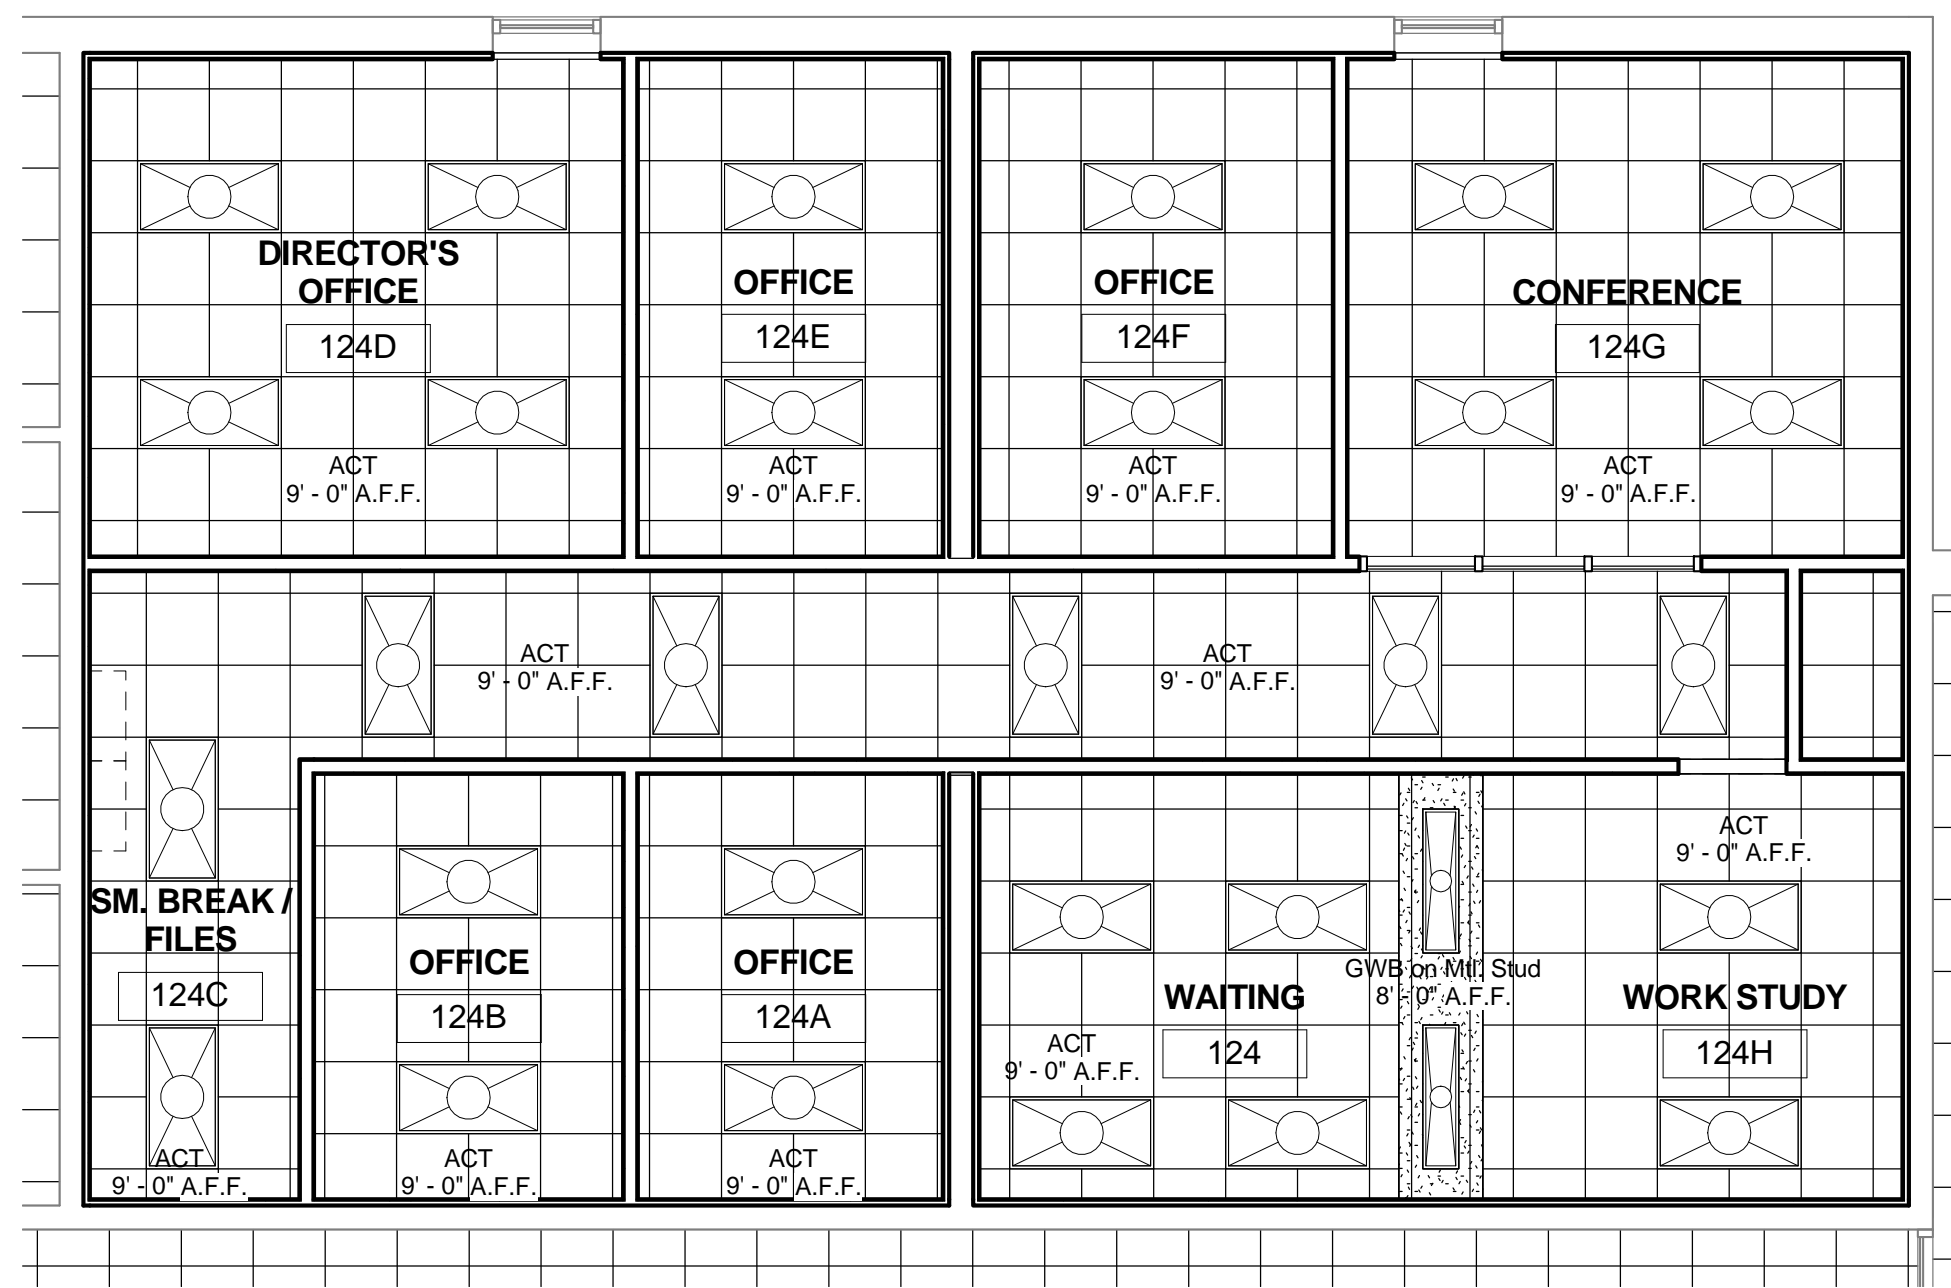 DIRECTOR'S
OFFICE
124D
ACT
9' - 0" A.F.F.
OFFICE
124E
ACT
9' - 0" A.F.F.
OFFICE
124F
ACT
9' - 0" A.F.F.
CONFERENCE
124G
ACT
9' - 0" A.F.F.
ACT
9' - 0" A.F.F.
ACT
9' - 0" A.F.F.
SM. BREAK /
FILES
124C
ACT
9' - 0" A.F.F.
OFFICE
124B
ACT
9' - 0" A.F.F.
OFFICE
124A
ACT
9' - 0" A.F.F.
WAITING
124
ACT
9' - 0" A.F.F.
GWB on Mtl. Stud
8' - 0" A.F.F.
ACT
9' - 0" A.F.F.
WORK STUDY
124H